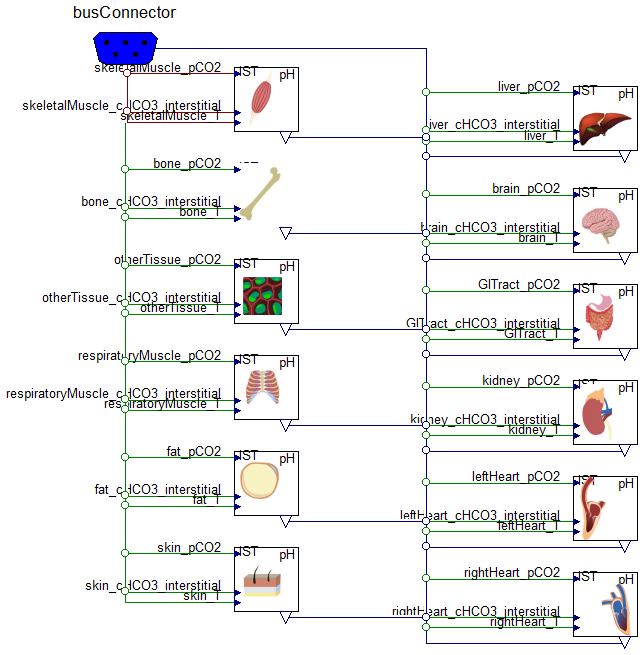 busConnector
skeletalMuscle_pCO2
IST
pH
skeletalMuscle_cHCO3_interstitial
skeletalMuscle_T
bone_pCO2
IST
bone_cHCO3_interstitial
bone_T
otherTissue_pCO2
IST
pH
otherTissue_cHCO3_interstitial
otherTissue_T
respiratoryMuscle_pCO2
IST
pH
respiratoryMuscle_cHCO3_interstitial
respiratoryMuscle_T
fat_pCO2
IST
pH
fat_cHCO3_interstitial
fat_T
skin_pCO2
IST
pH
skin_cHCO3_interstitial
skin_T
liver_pCO2
IST
pH
liver_cHCO3_interstitial
liver_T
brain_pCO2
IST
pH
brain_cHCO3_interstitial
brain_T
GITract_pCO2
IST
pH
GITract_cHCO3_interstitial
GITract_T
kidney_pCO2
IST
pH
kidney_cHCO3_interstitial
kidney_T
leftHeart_pCO2
IST
pH
leftHeart_cHCO3_interstitial
leftHeart_T
rightHeart_pCO2
IST
pH
rightHeart_cHCO3_interstitial
rightHeart_T